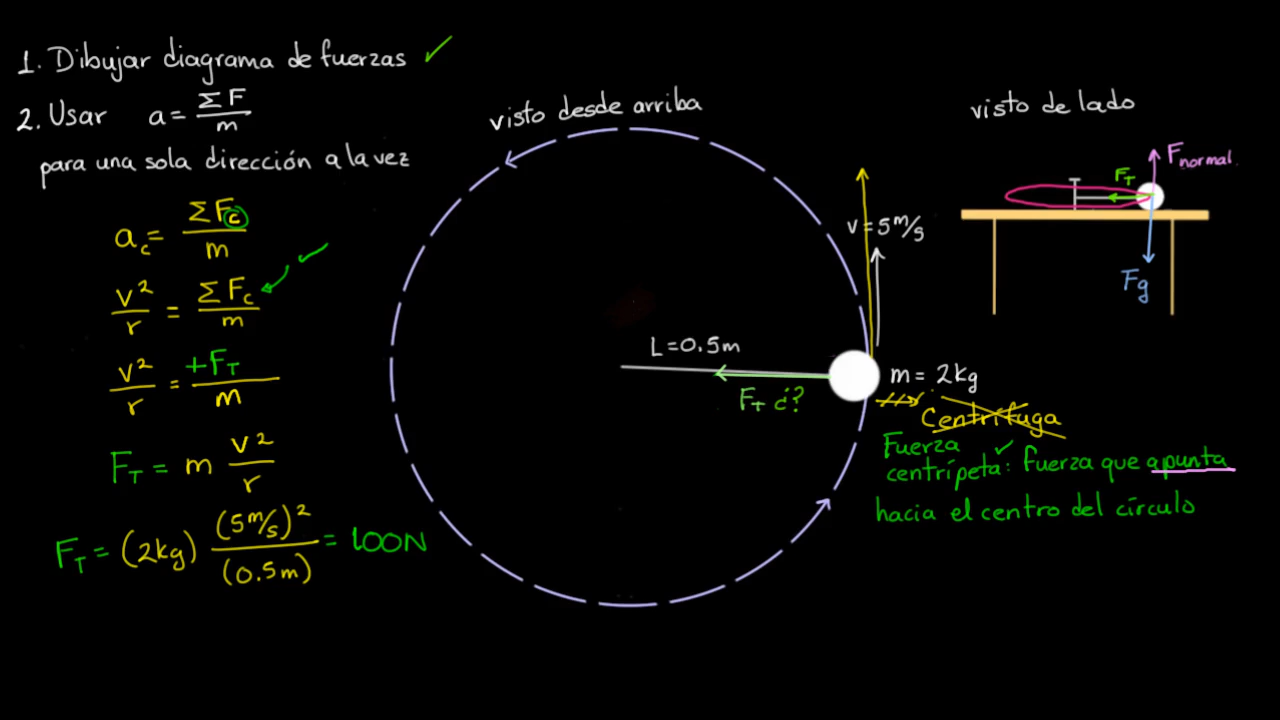 1. Dibujar diagrama de fuerzas ✓
2. Usar a = ΣF / m
para una sola dirección a la vez
a_c = ΣF_c / m
v² / r = ΣF_c / m
v² / r = +F_T / m
F_T = m v² / r
F_T = (2kg) (5 m/s)² / (0.5m) = 100N
visto desde arriba
v = 5 m/s
L = 0.5m
F_T ¿?
m = 2kg
Centrífuga
Fuerza
centrípeta: fuerza que apunta
hacia el centro del círculo
visto de lado
F_normal
F_T
Fg